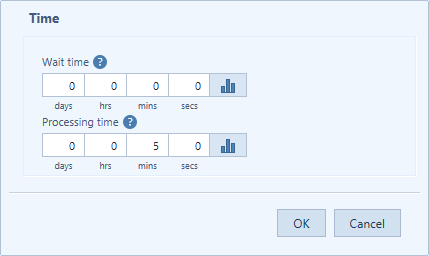 Time
Wait time ?
0 0 0 0
days hrs mins secs
Processing time ?
0 0 5 0
days hrs mins secs
OK Cancel